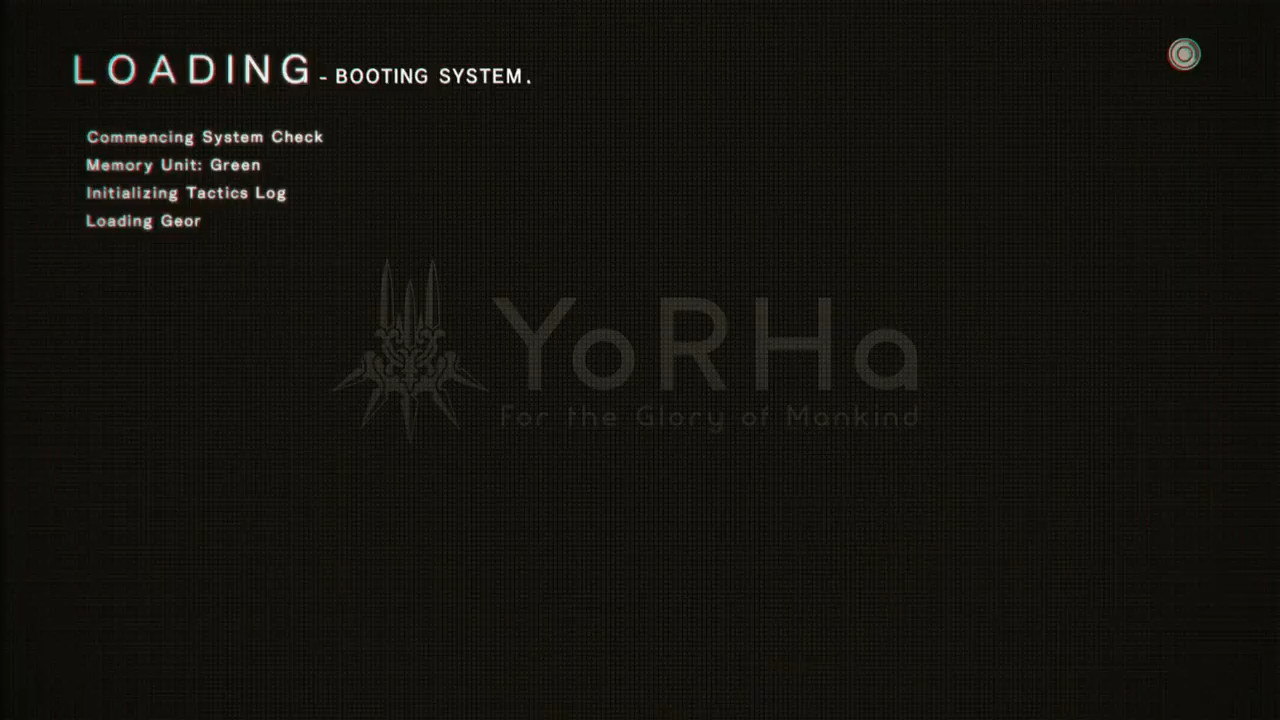 LOADING - BOOTING SYSTEM.
Commencing System Check
Memory Unit: Green
Initializing Tactics Log
Loading Geor
YoRHa
For the Glory of Mankind